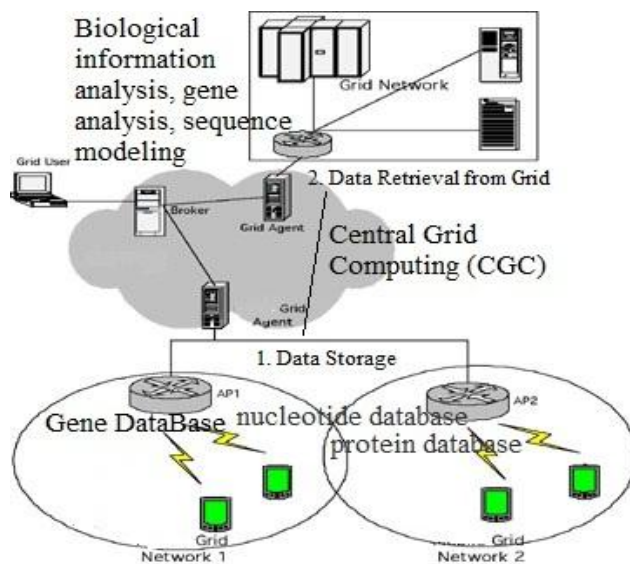 Biological
information
analysis, gene
analysis, sequence
modeling
Grid Network
Grid User
2. Data Retrieval from Grid
Broker
Grid Agent
Central Grid
Computing (CGC)
Grid
Agent
1. Data Storage
AP1
AP2
Gene DataBase
nucleotide database
protein database
Grid
Network 1
Grid
Network 2